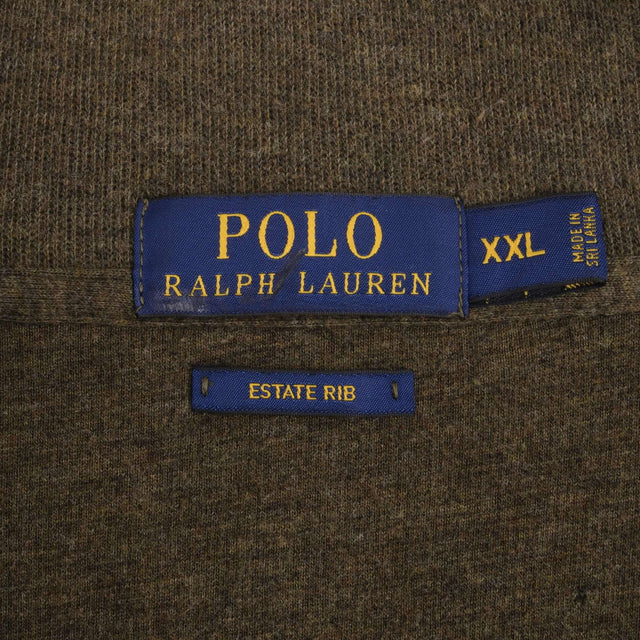 POLO
RALPH LAUREN
XXL
MADE IN
SRI LANKA
ESTATE RIB